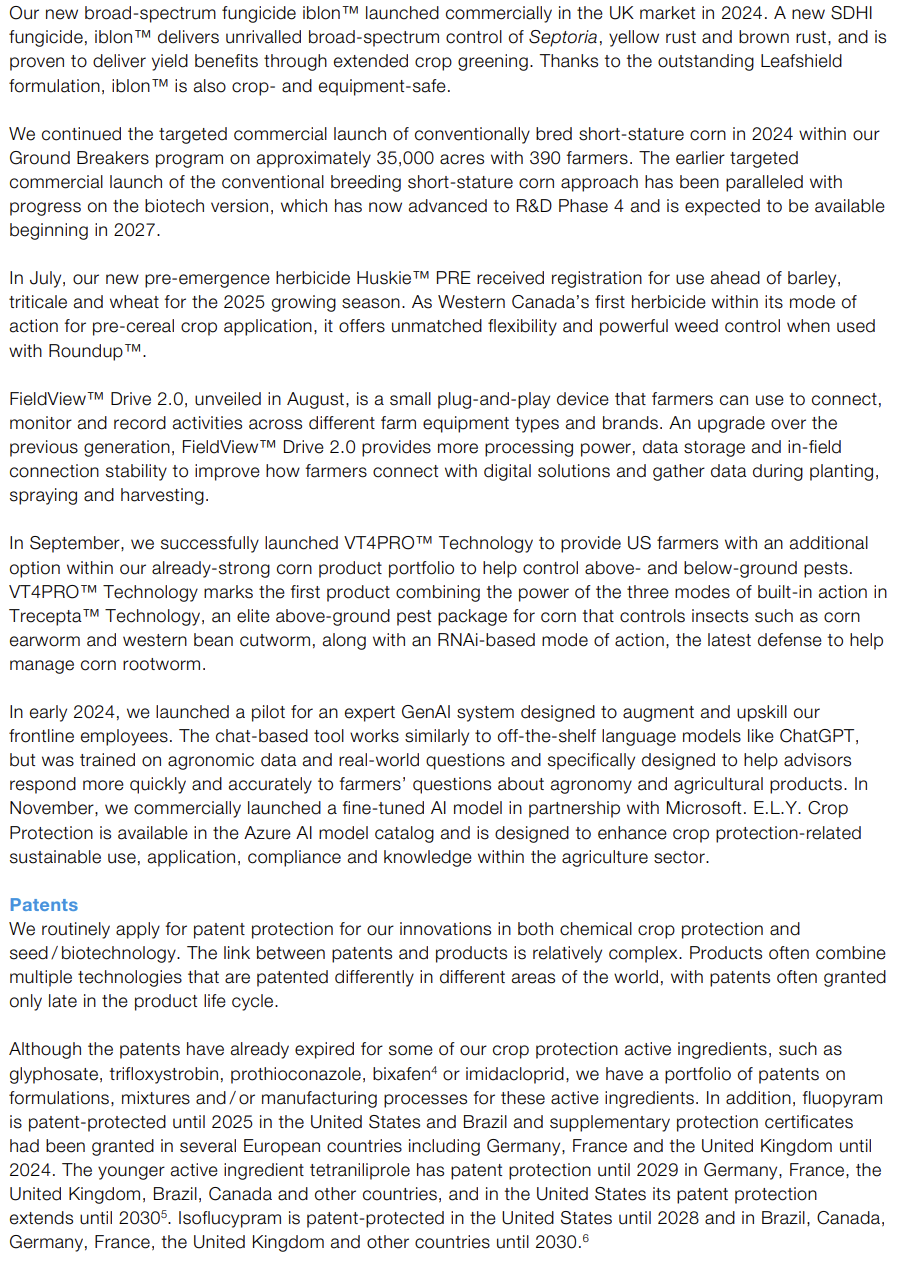 Our new broad-spectrum fungicide iblon™ launched commercially in the UK market in 2024. A new SDHI
fungicide, iblon™ delivers unrivalled broad-spectrum control of Septoria, yellow rust and brown rust, and is
proven to deliver yield benefits through extended crop greening. Thanks to the outstanding Leafshield
formulation, iblon™ is also crop- and equipment-safe.
We continued the targeted commercial launch of conventionally bred short-stature corn in 2024 within our
Ground Breakers program on approximately 35,000 acres with 390 farmers. The earlier targeted
commercial launch of the conventional breeding short-stature corn approach has been paralleled with
progress on the biotech version, which has now advanced to R&D Phase 4 and is expected to be available
beginning in 2027.
In July, our new pre-emergence herbicide Huskie™ PRE received registration for use ahead of barley,
triticale and wheat for the 2025 growing season. As Western Canada's first herbicide within its mode of
action for pre-cereal crop application, it offers unmatched flexibility and powerful weed control when used
with Roundup™.
FieldView™ Drive 2.0, unveiled in August, is a small plug-and-play device that farmers can use to connect,
monitor and record activities across different farm equipment types and brands. An upgrade over the
previous generation, FieldView™ Drive 2.0 provides more processing power, data storage and in-field
connection stability to improve how farmers connect with digital solutions and gather data during planting,
spraying and harvesting.
In September, we successfully launched VT4PRO™ Technology to provide US farmers with an additional
option within our already-strong corn product portfolio to help control above- and below-ground pests.
VT4PRO™ Technology marks the first product combining the power of the three modes of built-in action in
Trecepta™ Technology, an elite above-ground pest package for corn that controls insects such as corn
earworm and western bean cutworm, along with an RNAi-based mode of action, the latest defense to help
manage corn rootworm.
In early 2024, we launched a pilot for an expert GenAI system designed to augment and upskill our
frontline employees. The chat-based tool works similarly to off-the-shelf language models like ChatGPT,
but was trained on agronomic data and real-world questions and specifically designed to help advisors
respond more quickly and accurately to farmers' questions about agronomy and agricultural products. In
November, we commercially launched a fine-tuned AI model in partnership with Microsoft. E.L.Y. Crop
Protection is available in the Azure AI model catalog and is designed to enhance crop protection-related
sustainable use, application, compliance and knowledge within the agriculture sector.
Patents
We routinely apply for patent protection for our innovations in both chemical crop protection and
seed / biotechnology. The link between patents and products is relatively complex. Products often combine
multiple technologies that are patented differently in different areas of the world, with patents often granted
only late in the product life cycle.
Although the patents have already expired for some of our crop protection active ingredients, such as
glyphosate, trifloxystrobin, prothioconazole, bixafen⁴ or imidacloprid, we have a portfolio of patents on
formulations, mixtures and / or manufacturing processes for these active ingredients. In addition, fluopyram
is patent-protected until 2025 in the United States and Brazil and supplementary protection certificates
had been granted in several European countries including Germany, France and the United Kingdom until
2024. The younger active ingredient tetraniliprole has patent protection until 2029 in Germany, France, the
United Kingdom, Brazil, Canada and other countries, and in the United States its patent protection
extends until 2030⁵. Isoflucypram is patent-protected in the United States until 2028 and in Brazil, Canada,
Germany, France, the United Kingdom and other countries until 2030.⁶